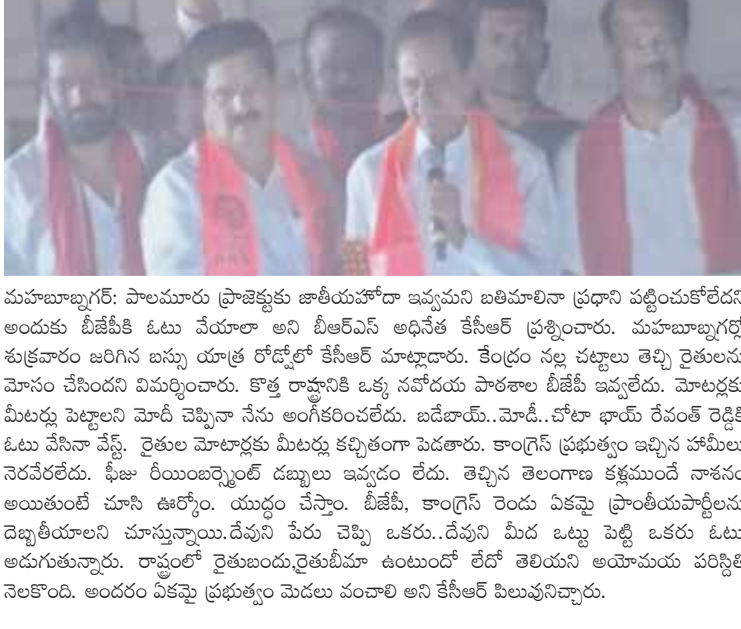 మహబూబ్నగర్: పాలమూరు ప్రాజెక్టుకు జాతీయహోదా ఇవ్వమని బతిమాలినా ప్రధాని పట్టించుకోలేదని
అందుకు బీజేపీకి ఓటు వేయాలా అని బీఆర్ఎస్ అధినేత కేసీఆర్ ప్రశ్నించారు. మహబూబ్నగర్లో
శుక్రవారం జరిగిన బస్సు యాత్ర రోడ్షోలో కేసీఆర్ మాట్లాడారు. కేంద్రం నల్ల చట్టాలు తెచ్చి రైతులను
మోసం చేసిందని విమర్శించారు. కొత్త రాష్ట్రానికి ఒక్క నవోదయ పాఠశాల బీజేపీ ఇవ్వలేదు. మోటర్లకు
మీటర్లు పెట్టాలని మోదీ చెప్పినా నేను అంగీకరించలేదు. బడేబాయ్..మోడీ..చోటా భాయ్ రేవంత్ రెడ్డికి
ఓటు వేసినా వేస్ట్. రైతుల మోటార్లకు మీటర్లు కచ్చితంగా పెడతారు. కాంగ్రెస్ ప్రభుత్వం ఇచ్చిన హామీలు
నెరవేరలేదు. ఫీజు రీయింబర్స్మెంట్ డబ్బులు ఇవ్వడం లేదు. తెచ్చిన తెలంగాణ కళ్లముందే నాశనం
అయితుంటే చూసి ఊర్కోం. యుద్ధం చేస్తాం. బీజేపీ, కాంగ్రెస్ రెండు ఏకమై ప్రాంతీయపార్టీలను
దెబ్బతీయాలని చూస్తున్నాయి.దేవుని పేరు చెప్పి ఒకరు..దేవుని మీద ఒట్టు పెట్టి ఒకరు ఓటు
అడుగుతున్నారు. రాష్ట్రంలో రైతుబందు,రైతుబీమా ఉంటుందో లేదో తెలియని అయోమయ పరిస్థితి
నెలకొంది. అందరం ఏకమై ప్రభుత్వం మెడలు వంచాలి అని కేసీఆర్ పిలువునిచ్చారు.